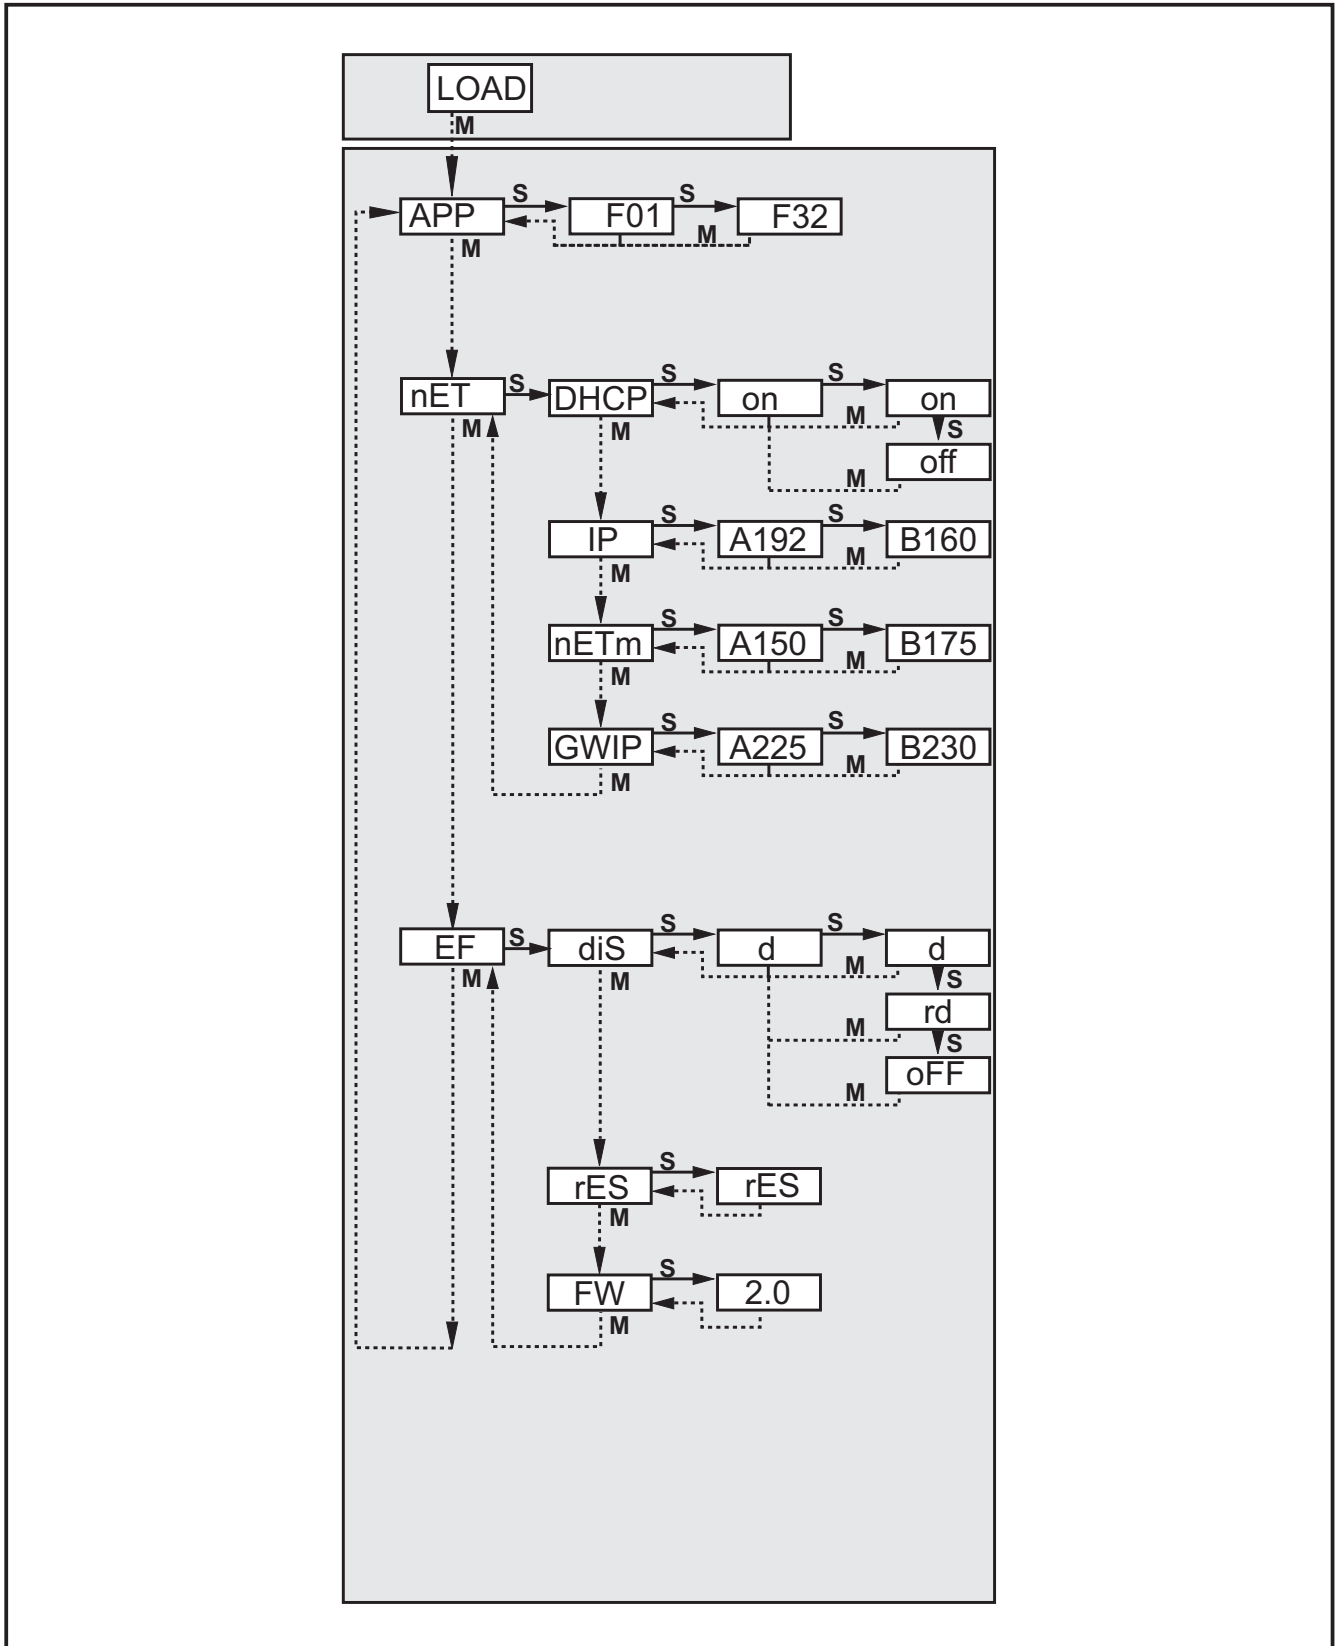 LOAD
M
S S
APP F01 F32
M M
S S S
nET DHCP on on
S
M M M
off
M
S S
IP A192 B160
M M
S S
nETm A150 B175
M M
S S
GWIP A225 B230
M M
S S S
EF diS d d
M M M S
rd
M S
oFF
M
S
rES rES
M
S
FW 2.0
M